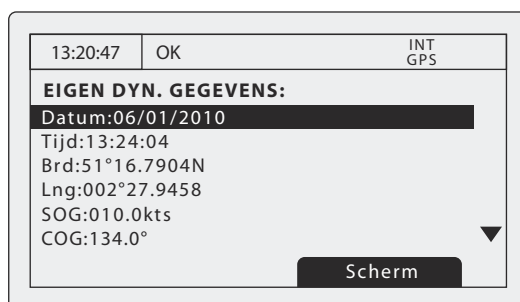 13:20:47 OK INT
GPS
EIGEN DYN. GEGEVENS:
Datum:06/01/2010
Tijd:13:24:04
Brd:51°16.7904N
Lng:002°27.9458
SOG:010.0kts
COG:134.0°
Scherm